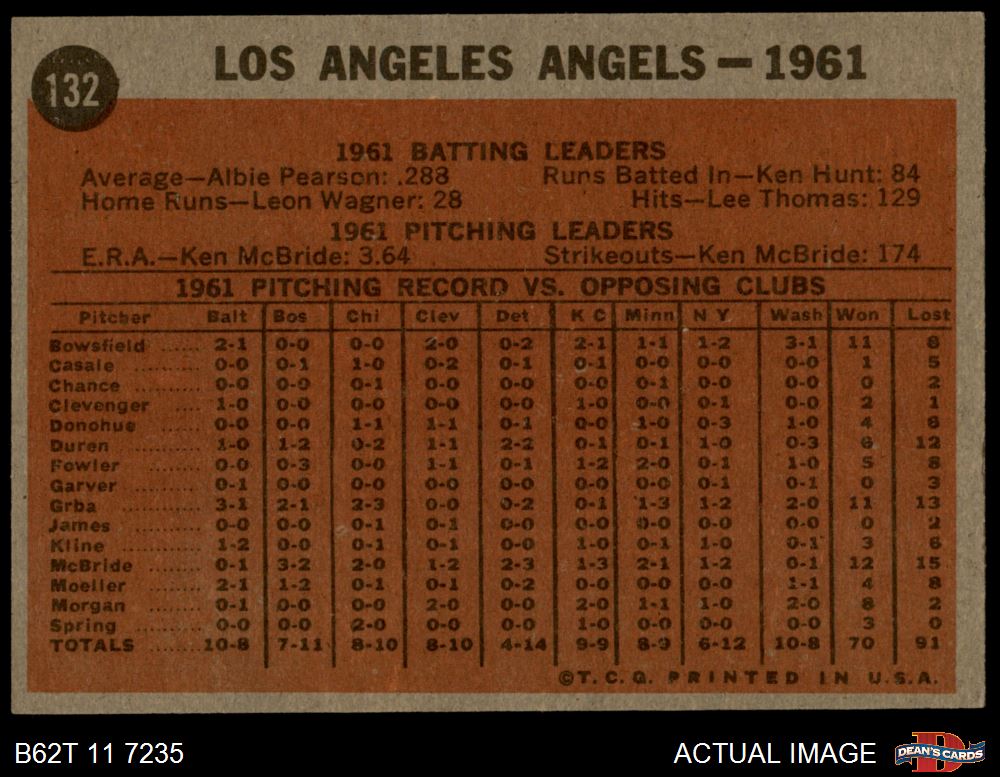 132
LOS ANGELES ANGELS—1961
1961 BATTING LEADERS
Average—Albie Pearson: .288 Runs Batted In—Ken Hunt: 84
Home Runs—Leon Wagner: 28 Hits—Lee Thomas: 129
1961 PITCHING LEADERS
E.R.A.—Ken McBride: 3.64 Strikeouts—Ken McBride: 174
1961 PITCHING RECORD VS. OPPOSING CLUBS
Pitcher Balt Bos Chi Clev Det K C Minn N Y Wash Won Lost
Bowsfield ...... 2-1 0-0 0-0 2-0 0-2 2-1 1-1 1-2 3-1 11 8
Casale .......... 0-0 0-1 1-0 0-2 0-1 0-1 0-0 0-0 0-0 1 5
Chance .......... 0-0 0-0 0-1 0-0 0-0 0-0 0-1 0-0 0-0 0 2
Clevenger .... 1-0 0-0 0-0 0-0 0-0 1-0 0-0 0-1 0-0 2 1
Donohue ........ 0-0 0-0 1-1 1-1 0-1 0-0 1-0 0-3 1-0 4 6
Duren ............ 1-0 1-2 0-2 1-1 2-2 0-1 0-1 1-0 0-3 6 12
Fowler .......... 0-0 0-3 0-0 1-1 0-1 1-2 2-0 0-1 1-0 5 8
Garver .......... 0-1 0-0 0-0 0-0 0-0 0-0 0-0 0-1 0-1 0 3
Grba .............. 3-1 2-1 2-3 0-0 0-2 0-1 1-3 1-2 2-0 11 13
James ............ 0-0 0-0 0-1 0-1 0-0 0-0 0-0 0-0 0-0 0 2
Kline ............ 1-2 0-0 0-1 0-1 0-0 1-0 0-1 1-0 0-1 3 6
McBride ........ 0-1 3-2 2-0 1-2 2-3 1-3 2-1 1-2 0-1 12 15
Moeller ........ 2-1 1-2 0-1 0-1 0-2 0-0 0-0 0-0 1-1 4 8
Morgan .......... 0-1 0-0 0-0 2-0 0-0 2-0 1-1 1-0 2-0 8 2
Spring .......... 0-0 0-0 2-0 0-0 0-0 1-0 0-0 0-0 0-0 3 0
TOTALS ........ 10-8 7-11 8-10 8-10 4-14 9-9 8-9 6-12 10-8 70 91
©T. C. G. PRINTED IN U.S.A.
B62T 11 7235 ACTUAL IMAGE
D DEAN'S CARDS